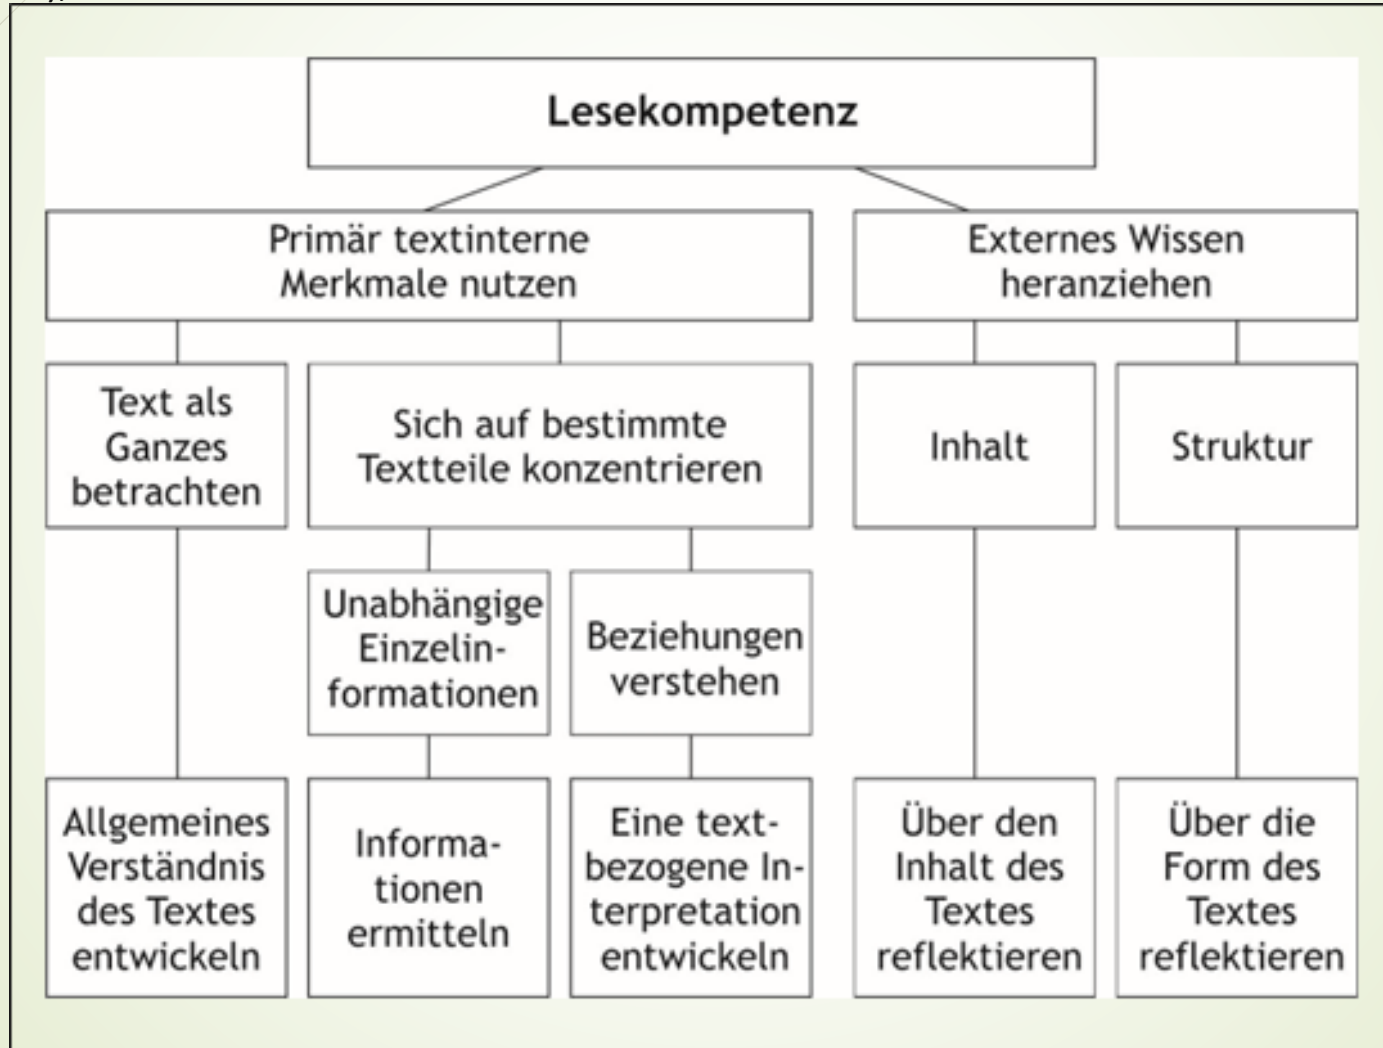 Lesekompetenz
Primär textinterne
Merkmale nutzen
Externes Wissen
heranziehen
Text als
Ganzes
betrachten
Sich auf bestimmte
Textteile konzentrieren
Inhalt
Struktur
Unabhängige
Einzelin-
formationen
Beziehungen
verstehen
Allgemeines
Verständnis
des Textes
entwickeln
Informa-
tionen
ermitteln
Eine text-
bezogene In-
terpretation
entwickeln
Über den
Inhalt des
Textes
reflektieren
Über die
Form des
Textes
reflektieren